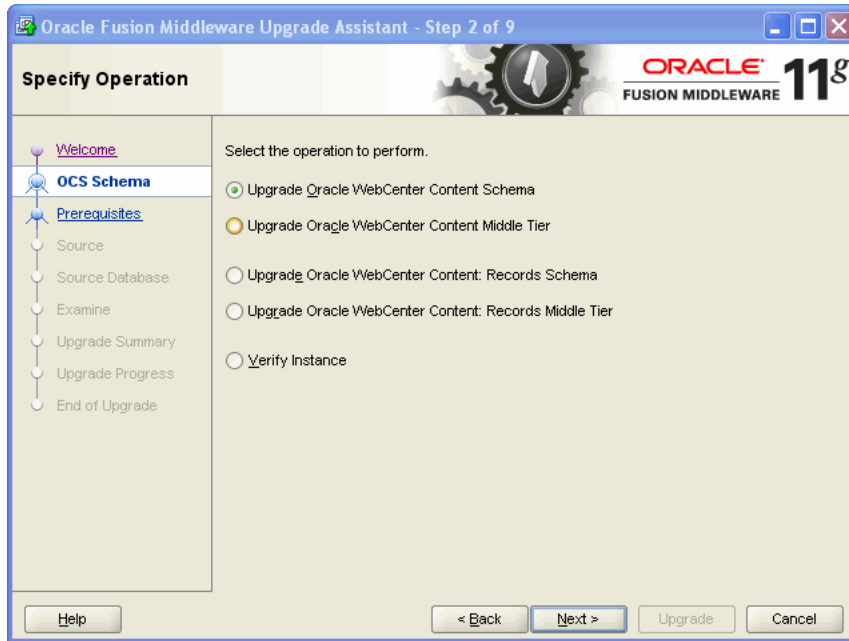 Oracle Fusion Middleware Upgrade Assistant - Step 2 of 9
Specify Operation
ORACLE
FUSION MIDDLEWARE 11g
Welcome
OCS Schema
Prerequisites
Source
Source Database
Examine
Upgrade Summary
Upgrade Progress
End of Upgrade
Select the operation to perform.
Upgrade Oracle WebCenter Content Schema
Upgrade Oracle WebCenter Content Middle Tier
Upgrade Oracle WebCenter Content: Records Schema
Upgrade Oracle WebCenter Content: Records Middle Tier
Verify Instance
Help
< Back
Next >
Upgrade
Cancel